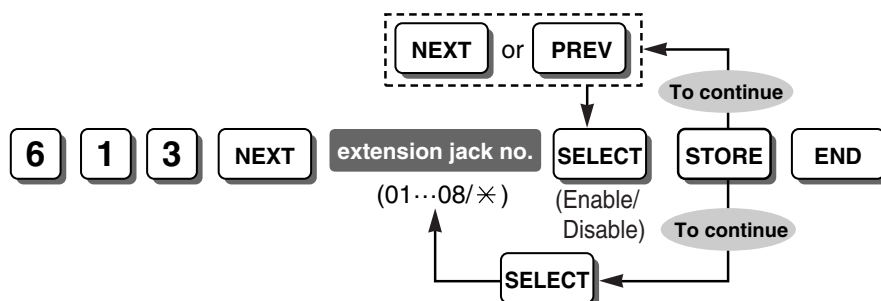 NEXT or PREV
To continue
6 1 3 NEXT extension jack no. SELECT STORE END
(01···08/✳) (Enable/
Disable) To continue
SELECT